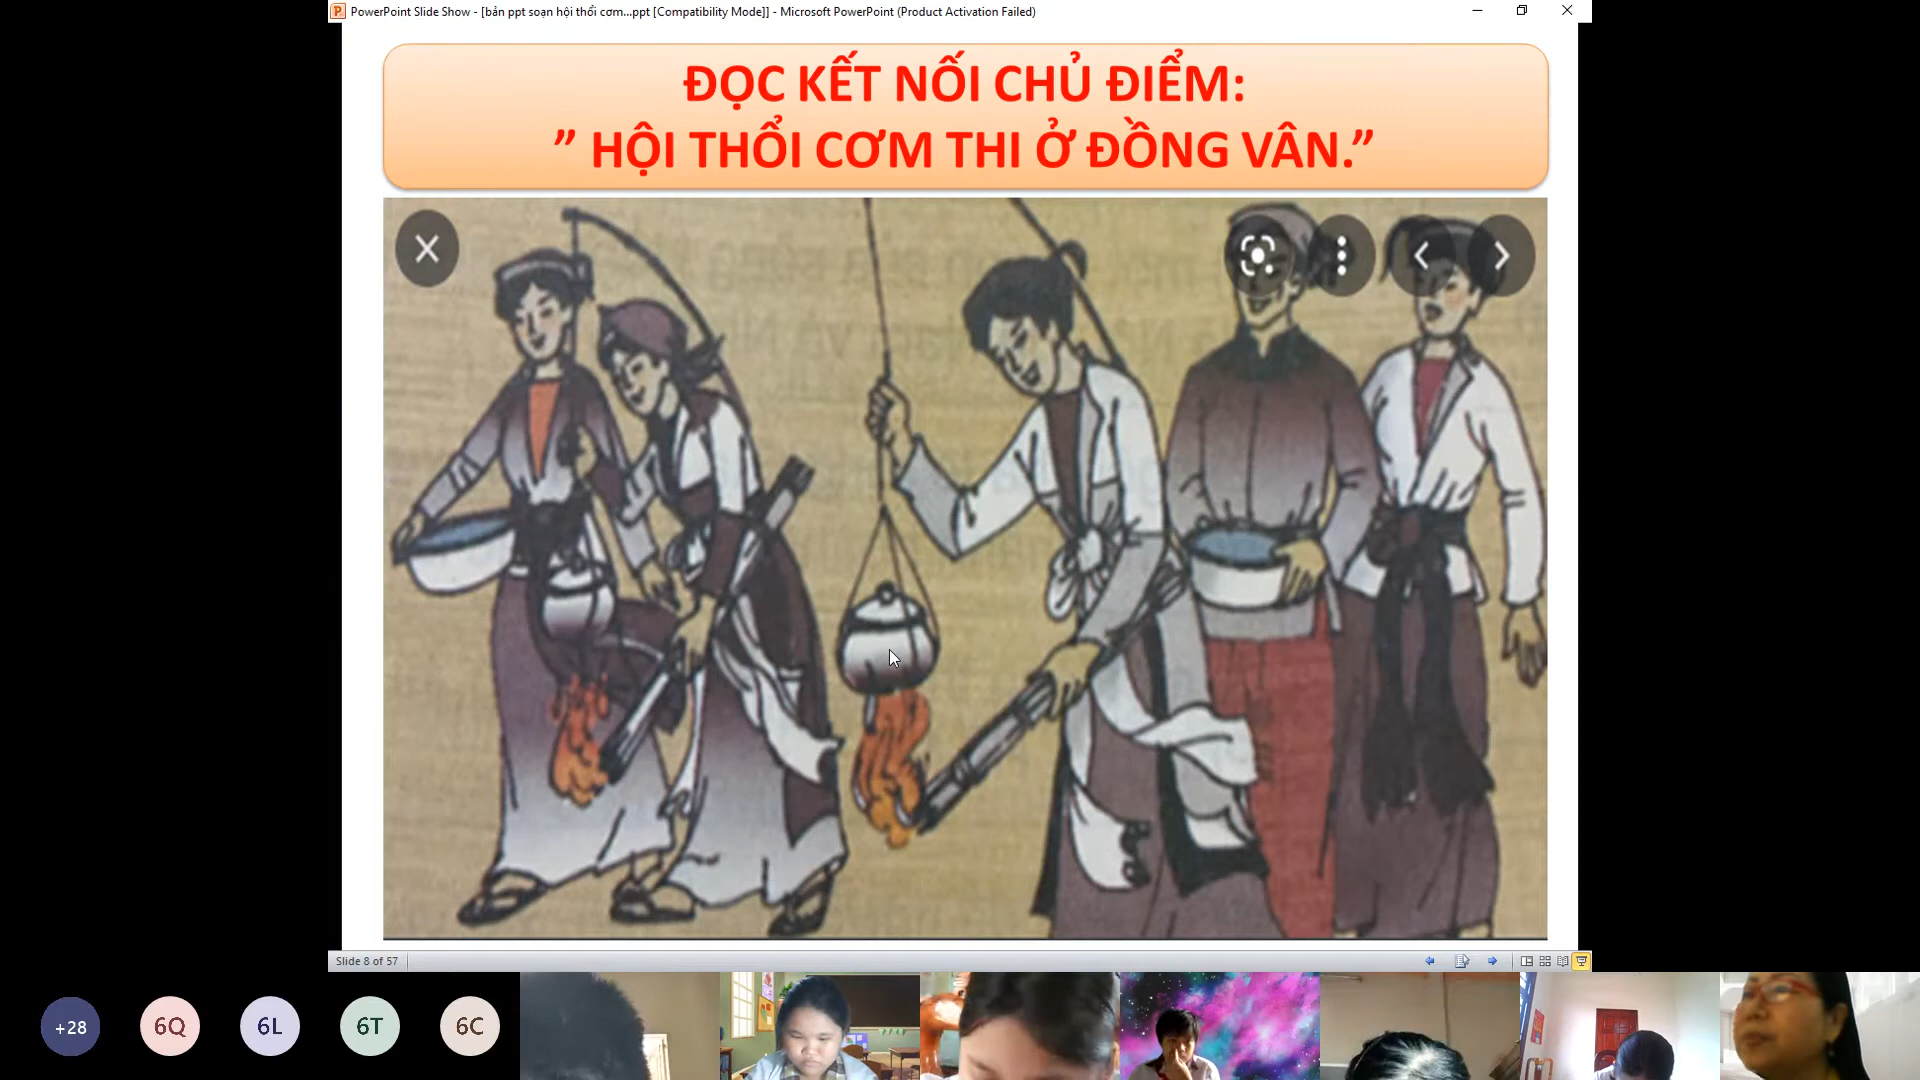 PowerPoint Slide Show - [bản ppt soạn hội thổi cơm...ppt [Compatibility Mode]] - Microsoft PowerPoint (Product Activation Failed)
ĐỌC KẾT NỐI CHỦ ĐIỂM:
” HỘI THỔI CƠM THI Ở ĐỒNG VÂN.”
Slide 8 of 57
+28
6Q
6L
6T
6C